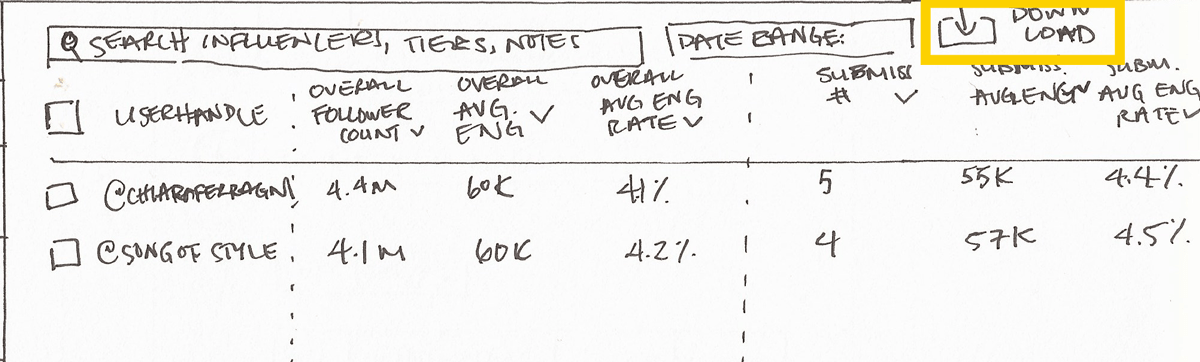 SEARCH INFLUENCERS, TIERS, NOTES
DATE RANGE:
DOWN
LOAD
USERHANDLE
OVERALL
FOLLOWER
COUNT
OVERALL
AVG.
ENG
OVERALL
AVG ENG
RATE
SUBMISS
#
SUBMISS.
AVG ENG
SUBM.
AVG ENG
RATE
@CHIARAFERRAGNI 4.4M 60K 4.1% 5 55K 4.4%
@SONGOFSTYLE 4.1M 60K 4.2% 4 57K 4.5%